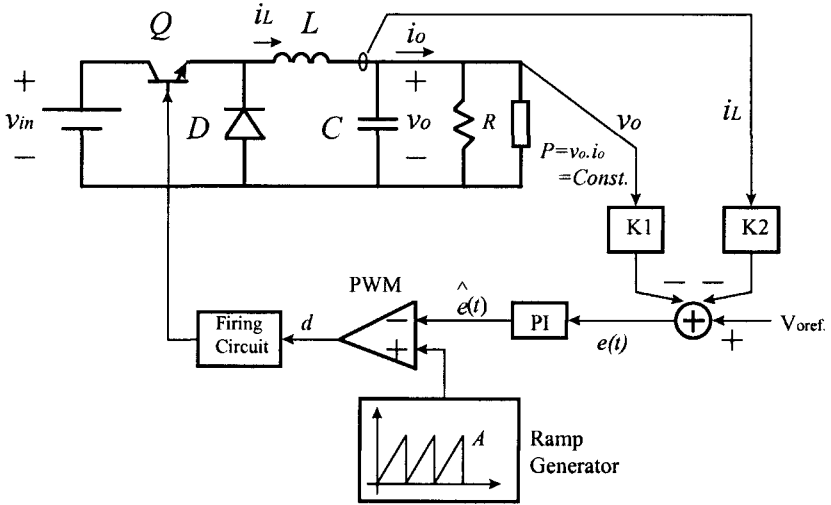 Q
i_L
L
i_o
+
v_in
−
D
C
+
v_o
−
R
P=v_o.i_o
=Const.
v_o
i_L
K1
K2
− −
+
V_oref.
+
e(t)
PI
ê(t)
PWM
−
+
d
Firing
Circuit
A
Ramp
Generator